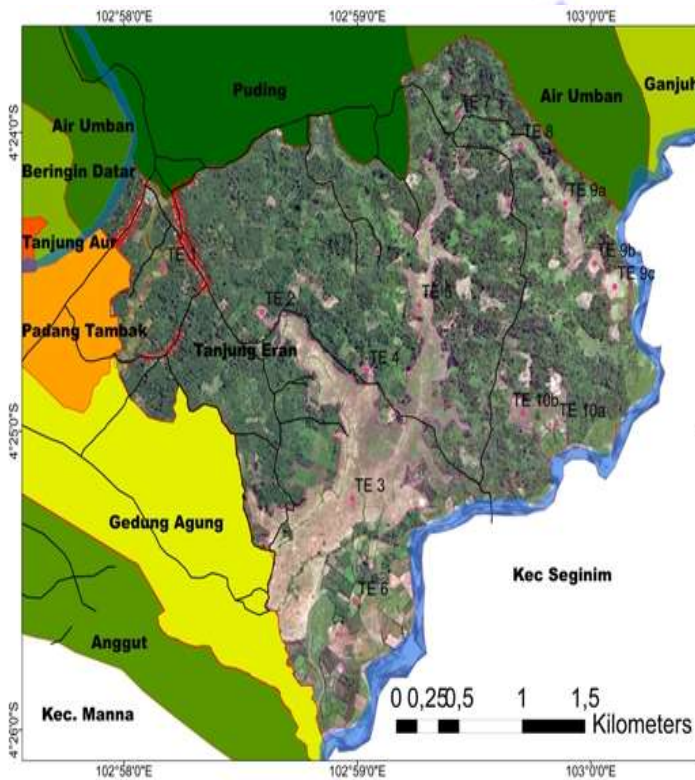 102°58'0"E 102°59'0"E 103°0'0"E
Ganjuh
Puding
Air Umban
TE 7
TE 8
4°24'0"S
Air Umban
Beringin Datar
TE 9a
Tanjung Aur
TE
TE 9b
TE 9c
TE 2
TE 5
Padang Tambak
Tanjung Eran
TE 4
TE 10b
TE 10a
4°25'0"S
TE 3
Gedung Agung
Kec Seginim
TE 6
Anggut
Kec. Manna
0 0,25 0,5 1 1,5
Kilometers
4°26'0"S
102°58'0"E 102°59'0"E 103°0'0"E